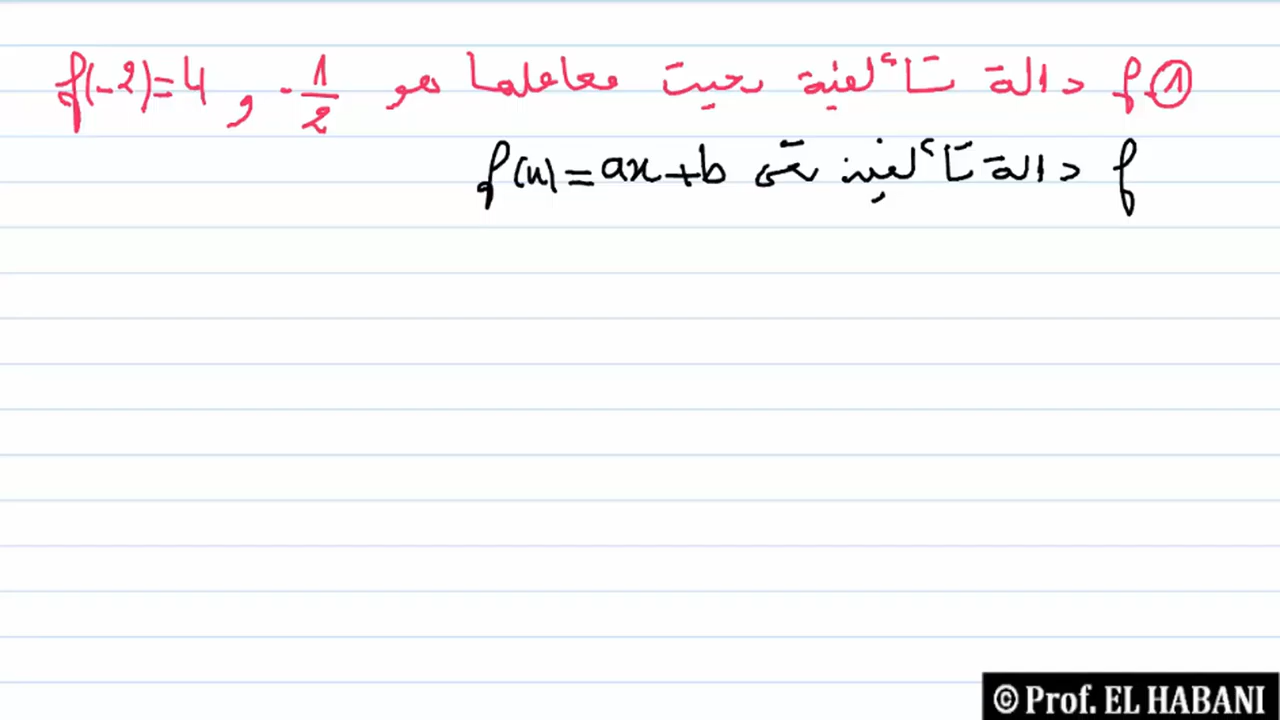 ① f دالة تآلفية بحيث معاملها هو -1/2 و f(-2)=4
f دالة تآلفية يعني f(x)=ax+b
© Prof. EL HABANI